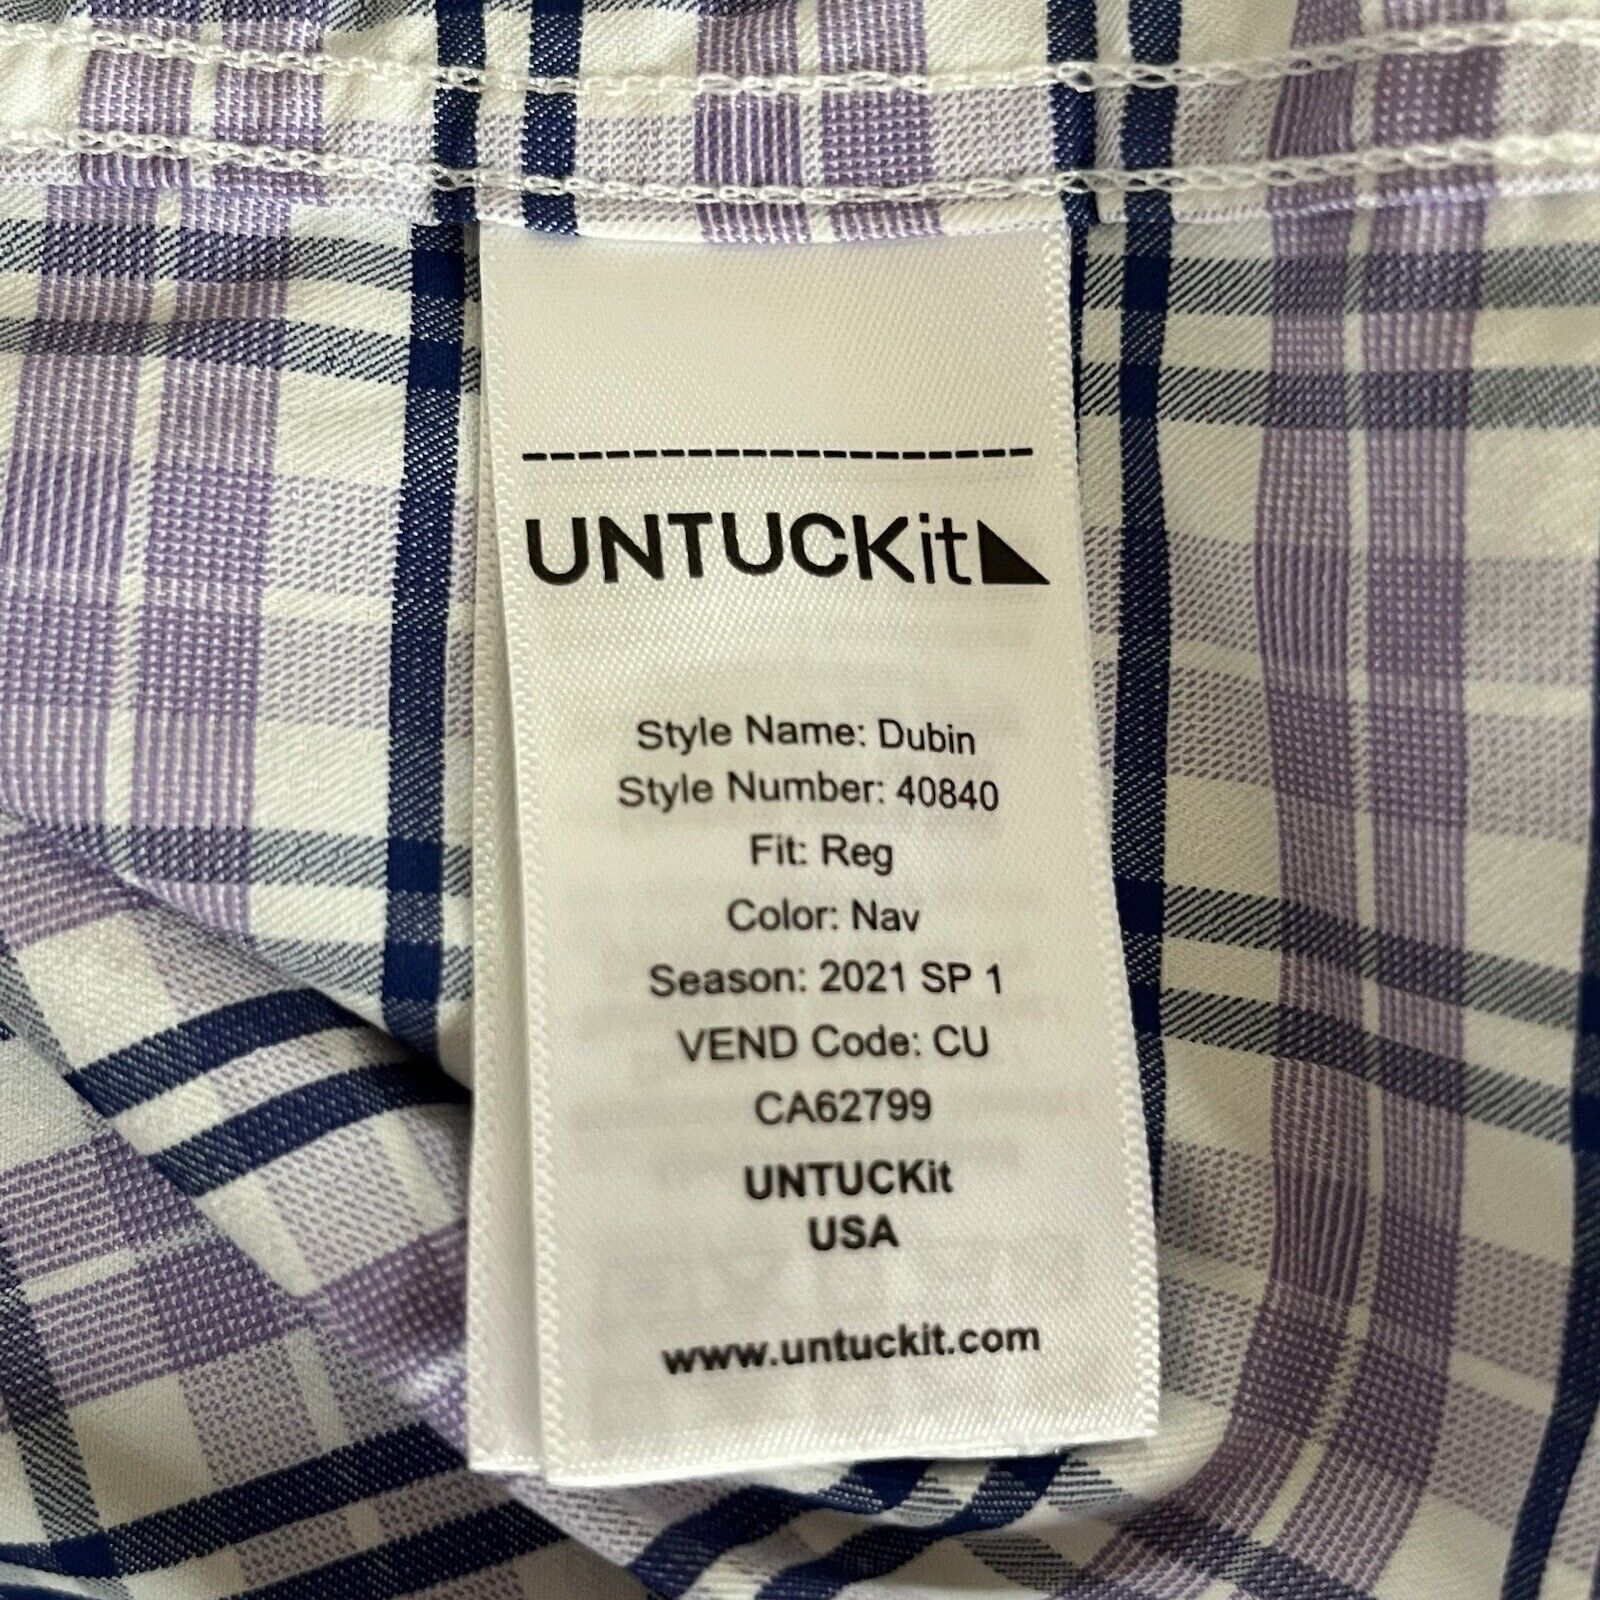 UNTUCKit
Style Name: Dubin
Style Number: 40840
Fit: Reg
Color: Nav
Season: 2021 SP 1
VEND Code: CU
CA62799
UNTUCKit
USA
www.untuckit.com